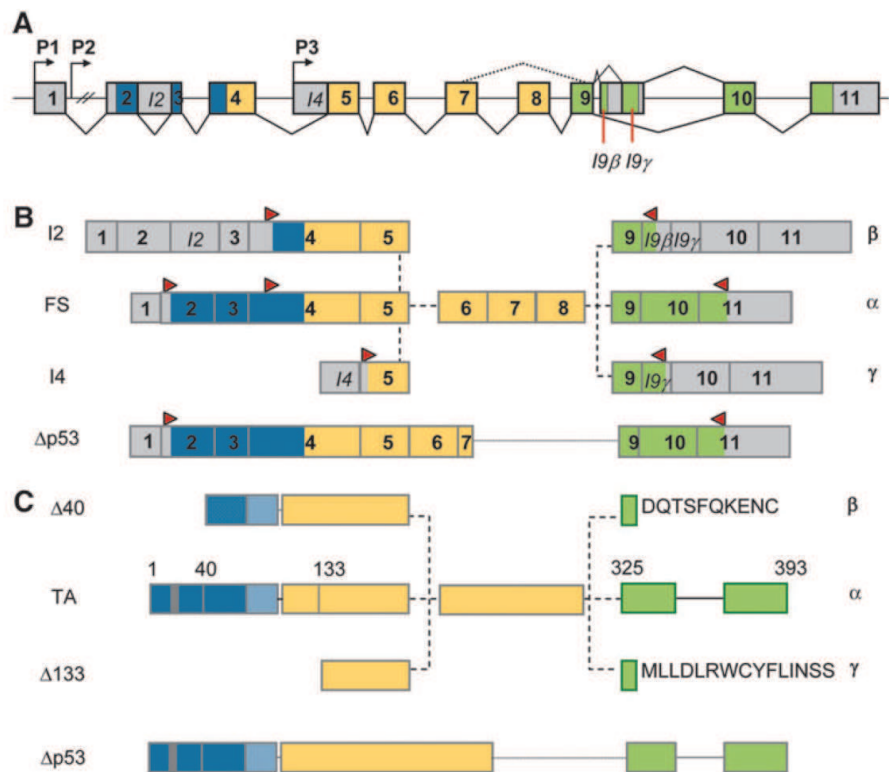 A
P1 P2 P3
1 2 I2 3 4 I4 5 6 7 8 9 10 11
I9β I9γ
B
I2 1 2 I2 3 4 5 9 I9β I9γ 10 11 β
FS 1 2 3 4 5 6 7 8 9 10 11 α
I4 I4 5 9 I9γ 10 11 γ
Δp53 1 2 3 4 5 6 7 9 10 11
C
Δ40 DQTSFQKENC β
1 40 133 325 393
TA α
Δ133 MLLDLRWCYFLINSS γ
Δp53